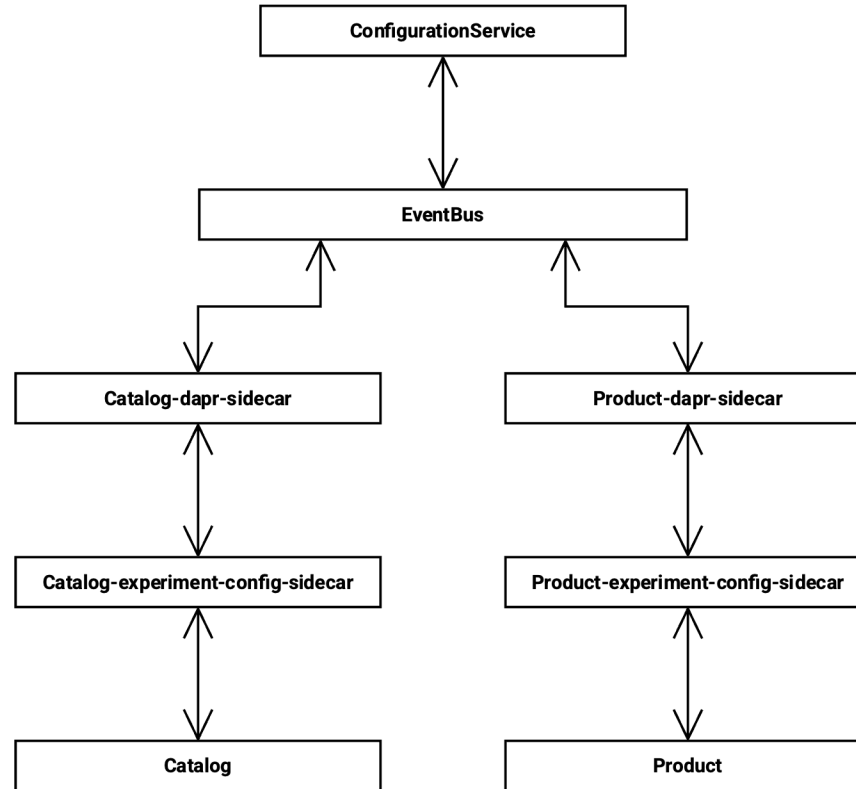 ConfigurationService
EventBus
Catalog-dapr-sidecar
Product-dapr-sidecar
Catalog-experiment-config-sidecar
Product-experiment-config-sidecar
Catalog
Product